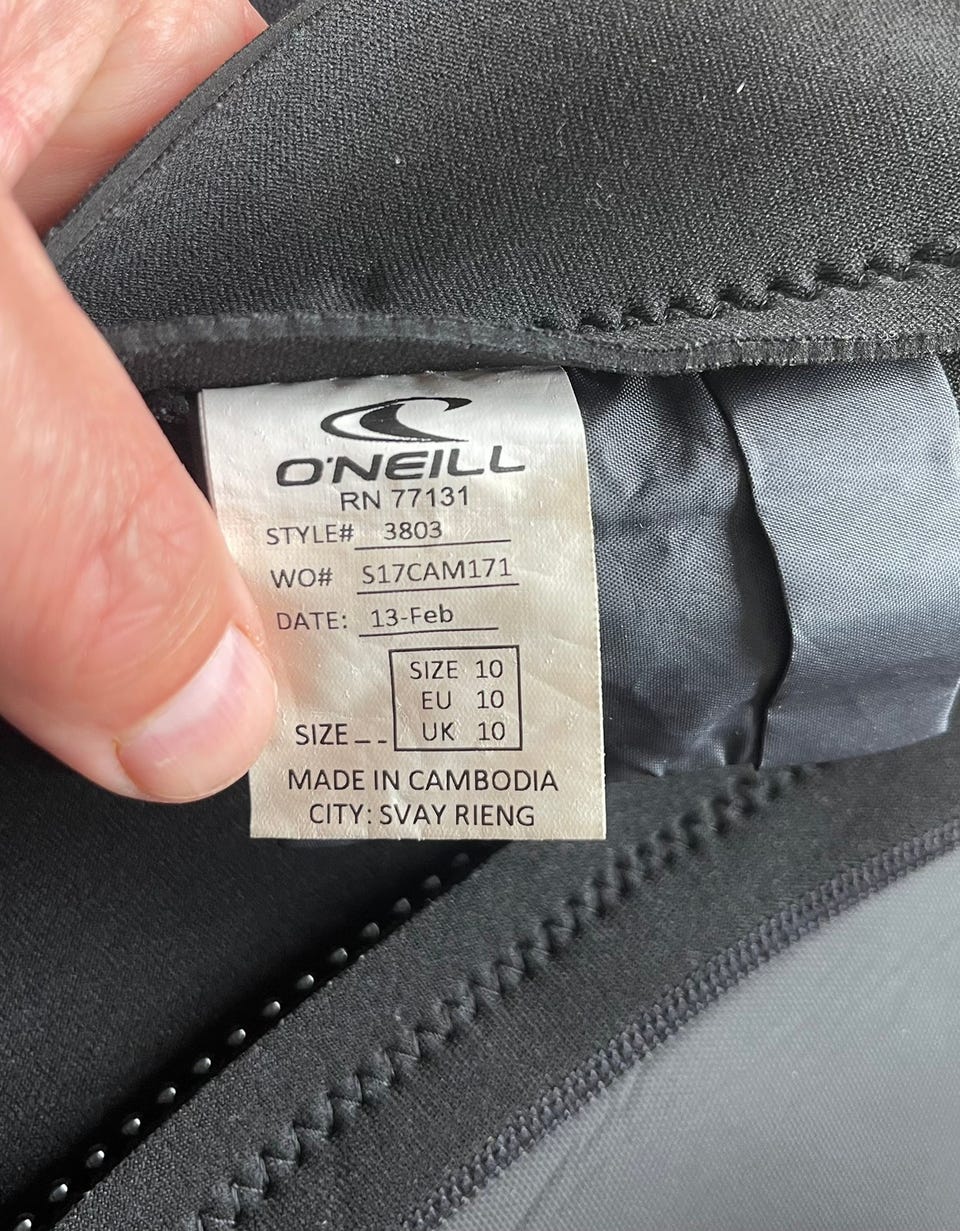 O'NEILL
RN 77131
STYLE# 3803
WO# S17CAM171
DATE: 13-Feb
SIZE 10
EU 10
UK 10
SIZE _ _
MADE IN CAMBODIA
CITY: SVAY RIENG